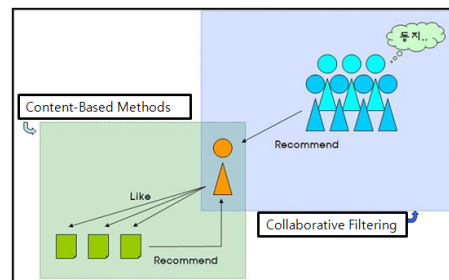 동지..
Content-Based Methods
Recommend
Like
Collaborative Filtering
Recommend